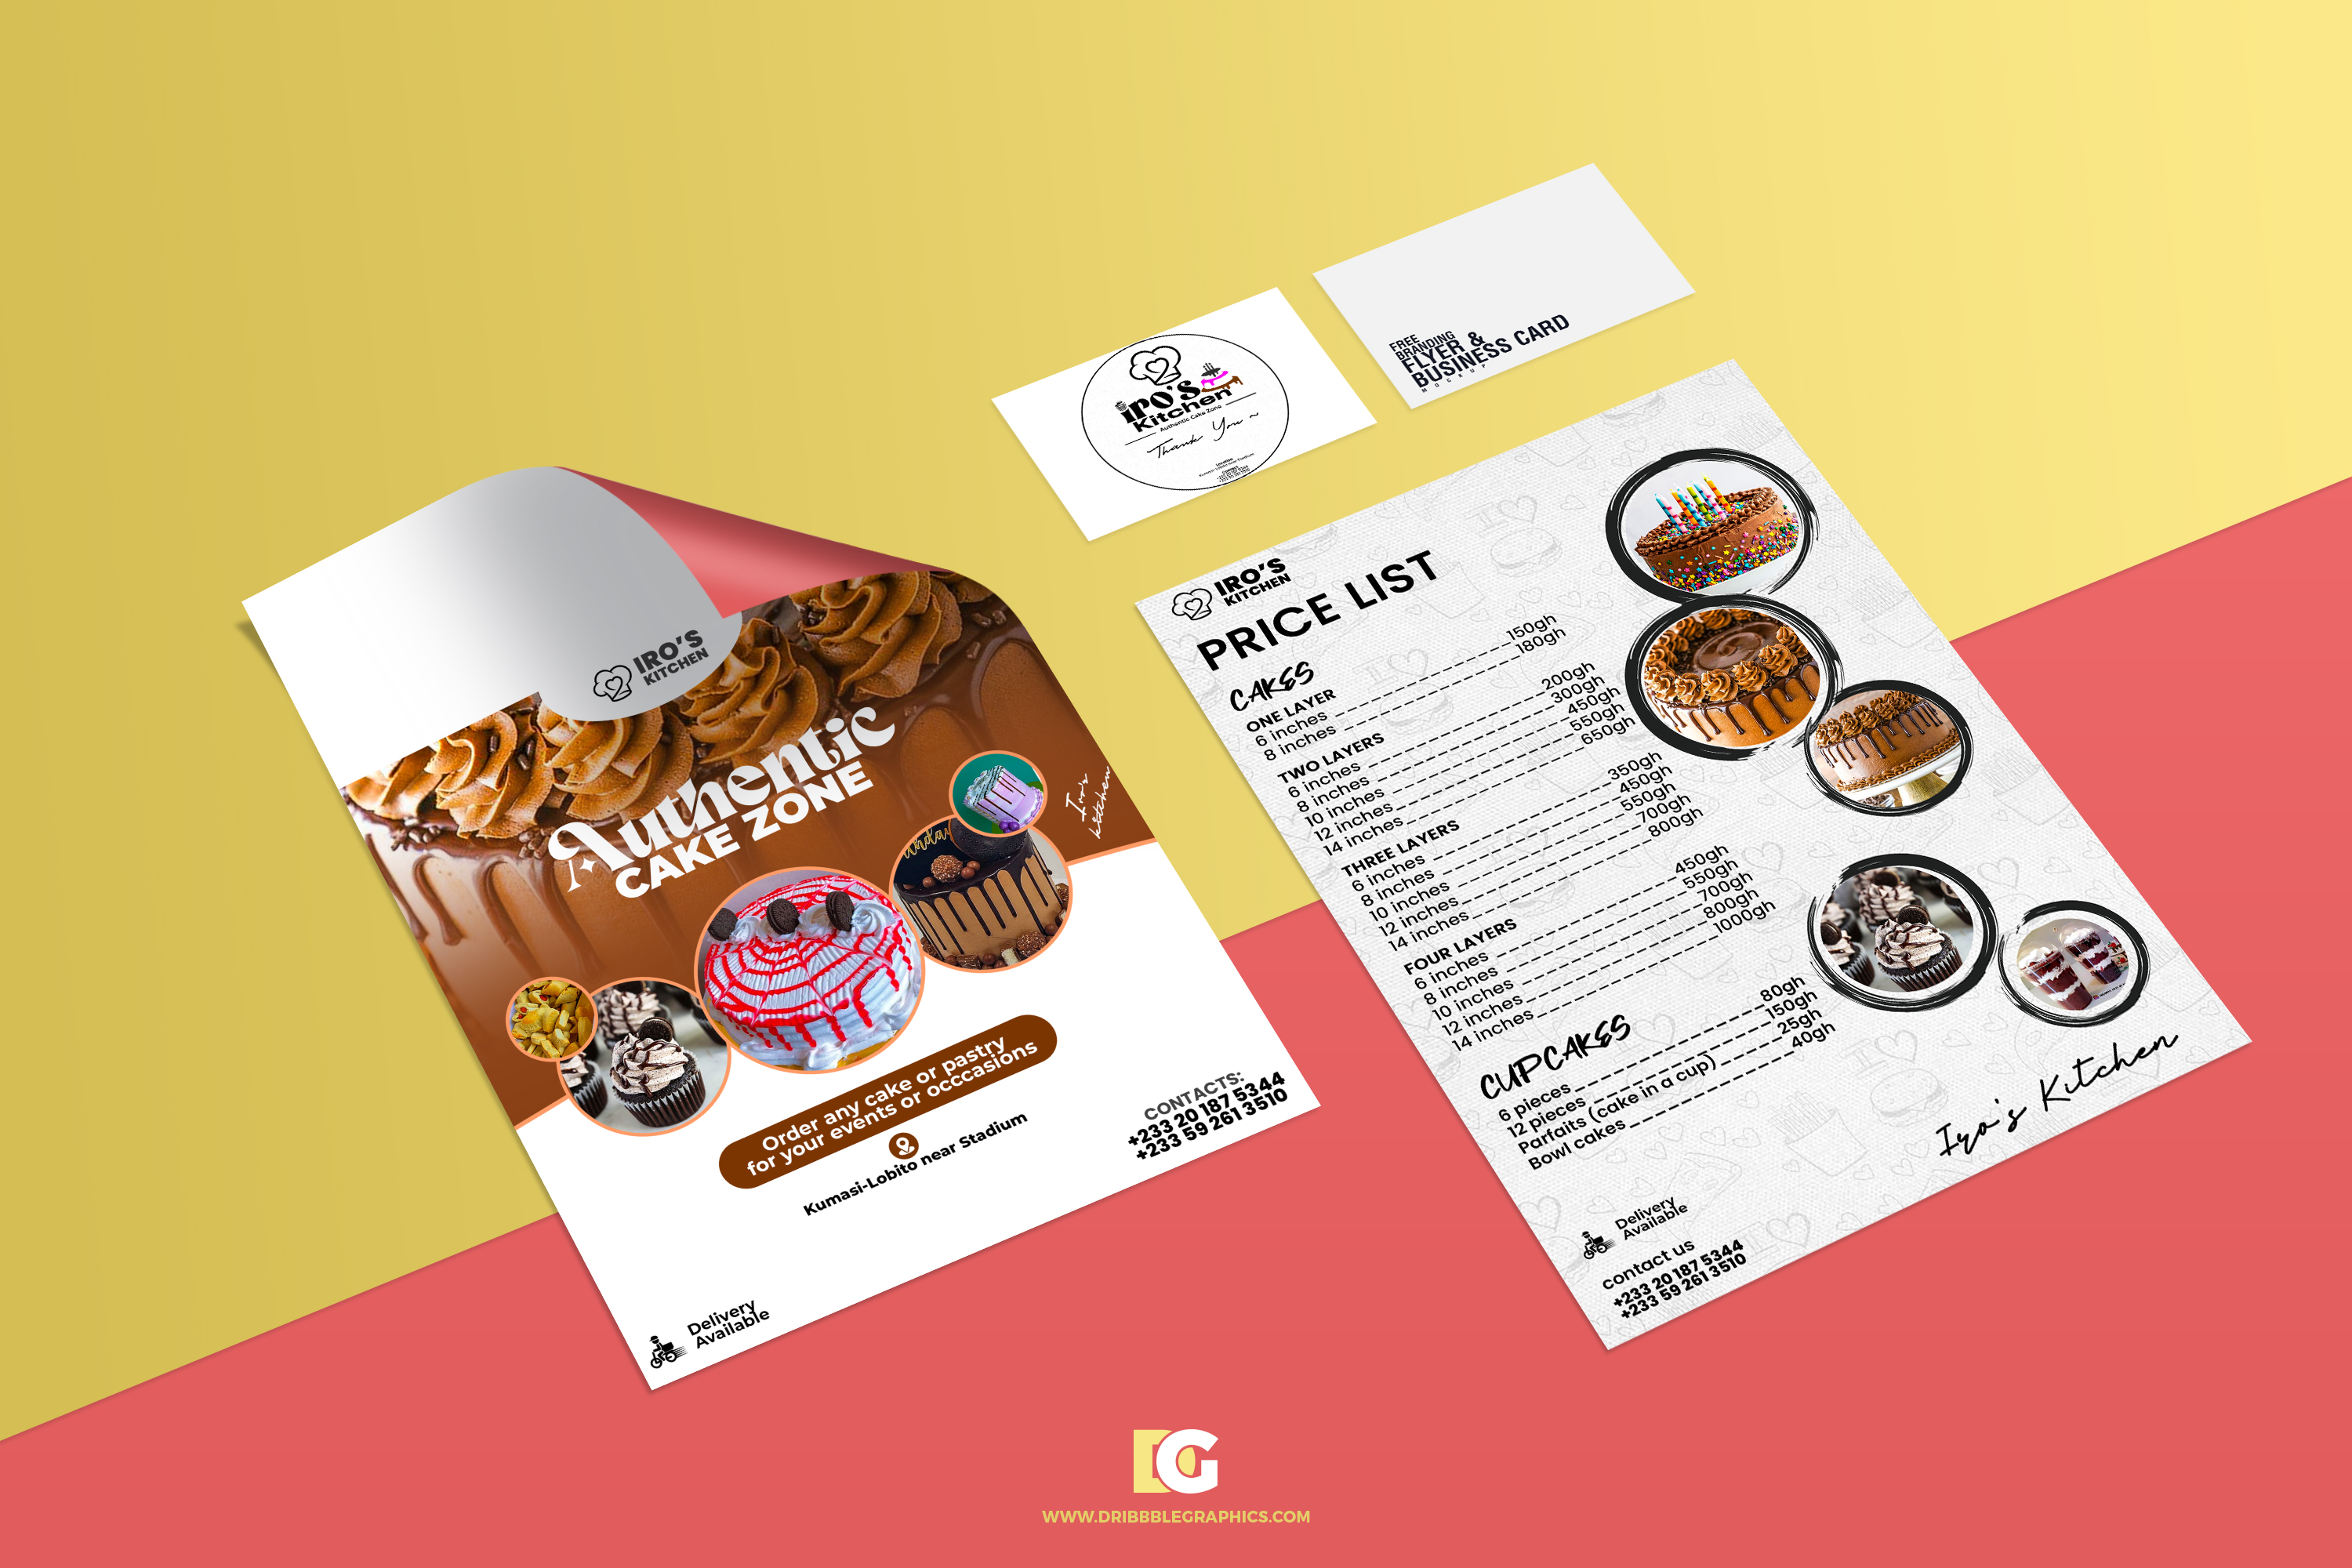 FREE
BRANDING
FLYER &
BUSINESS CARD
MOCKUP
IRO'S
Kitchen
Authentic Cake Zone
Thank You
Location
IRO'S
KITCHEN
Authentic
CAKE ZONE
Iro's
kitchen
Order any cake or pastry
for your events or occcasions
Kumasi-Lobito near Stadium
CONTACTS:
+233 20 187 5344
+233 59 261 3510
Delivery
Available
IRO'S
KITCHEN
PRICE LIST
CAKES
ONE LAYER
6 inches 150gh
8 inches 180gh
TWO LAYERS
6 inches 200gh
8 inches 300gh
10 inches 450gh
12 inches 550gh
14 inches 650gh
THREE LAYERS
6 inches 350gh
8 inches 450gh
10 inches 550gh
12 inches 700gh
14 inches 800gh
FOUR LAYERS
6 inches 450gh
8 inches 550gh
10 inches 700gh
12 inches 800gh
14 inches 1000gh
CUPCAKES
6 pieces 80gh
12 pieces 150gh
Parfaits (cake in a cup) 25gh
Bowl cakes 40gh
Iro's Kitchen
Delivery
Available
contact us
+233 20 187 5344
+233 59 261 3510
DG
WWW.DRIBBBLEGRAPHICS.COM